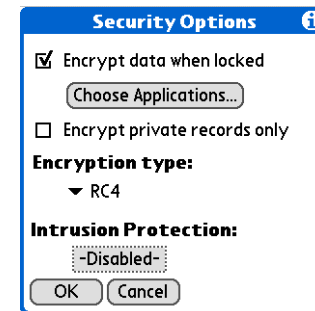 Security Options
Encrypt data when locked
Choose Applications...
Encrypt private records only
Encryption type:
RC4
Intrusion Protection:
-Disabled-
OK Cancel